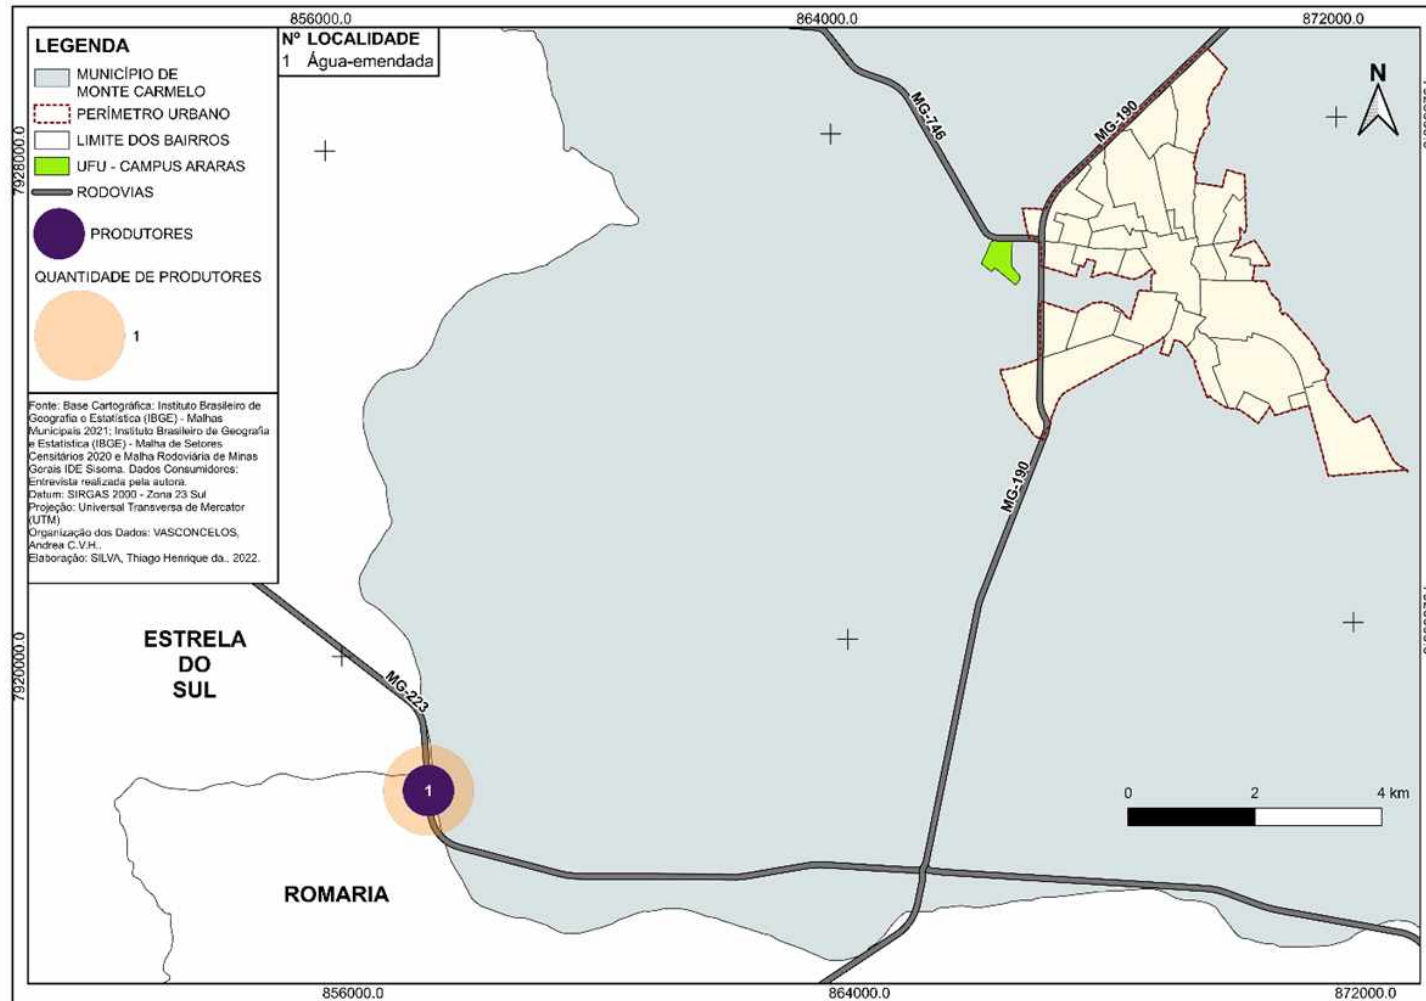 856000.0
864000.0
872000.0
LEGENDA
MUNICÍPIO DE
MONTE CARMELO
PERÍMETRO URBANO
LIMITE DOS BAIRROS
UFU - CAMPUS ARARAS
RODOVIAS
PRODUTORES
QUANTIDADE DE PRODUTORES
1
Nº LOCALIDADE
1 Água-emendada
Fonte: Base Cartográfica: Instituto Brasileiro de
Geografia e Estatística (IBGE) - Malhas
Municipais 2021; Instituto Brasileiro de Geografia
e Estatística (IBGE) - Malha de Setores
Censitários 2020 e Malha Rodoviária de Minas
Gerais IDE Sisema. Dados Consumidores:
Entrevista realizada pela autora.
Datum: SIRGAS 2000 - Zona 23 Sul
Projeção: Universal Transversa de Mercator
(UTM)
Organização dos Dados: VASCONCELOS,
Andrea C.V.H..
Elaboração: SILVA, Thiago Henrique da.. 2022.
7928000.0
7920000.0
N
MG-746
MG-190
MG-190
MG-223
ESTRELA
DO
SUL
1
ROMARIA
0 2 4 km
856000.0
864000.0
872000.0